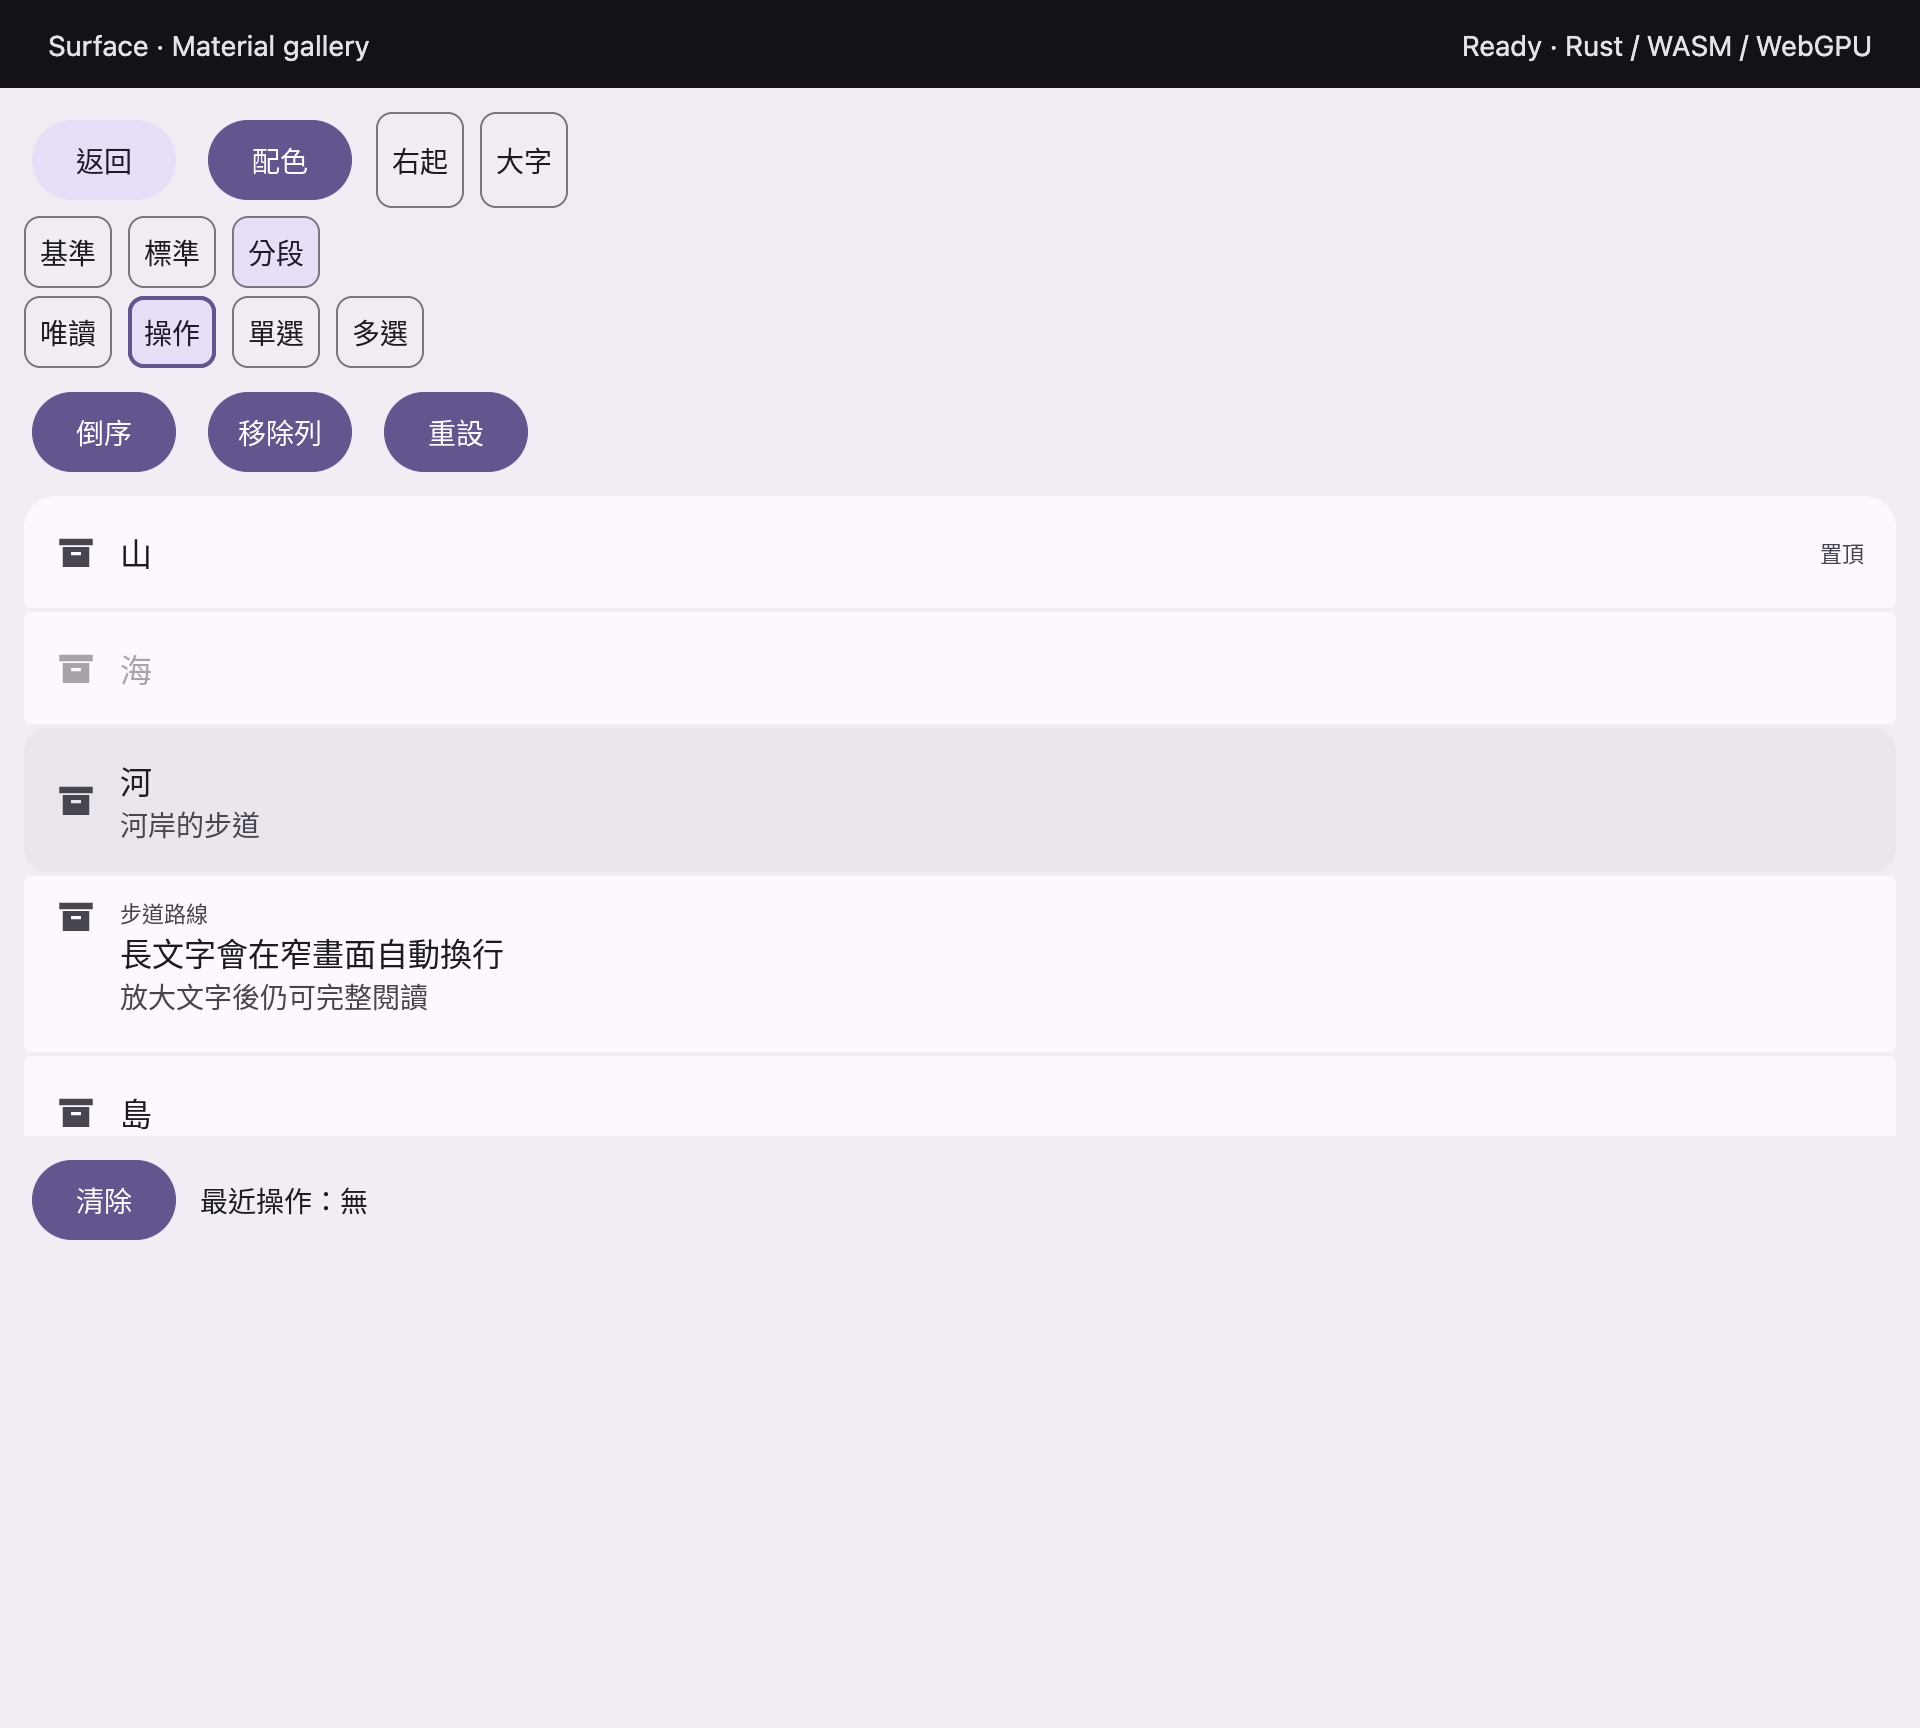 Surface · Material gallery
Ready · Rust / WASM / WebGPU
返回
配色
右起
大字
基準
標準
分段
唯讀
操作
單選
多選
倒序
移除列
重設
山
置頂
海
河
河岸的步道
步道路線
長文字會在窄畫面自動換行
放大文字後仍可完整閱讀
島
清除
最近操作：無